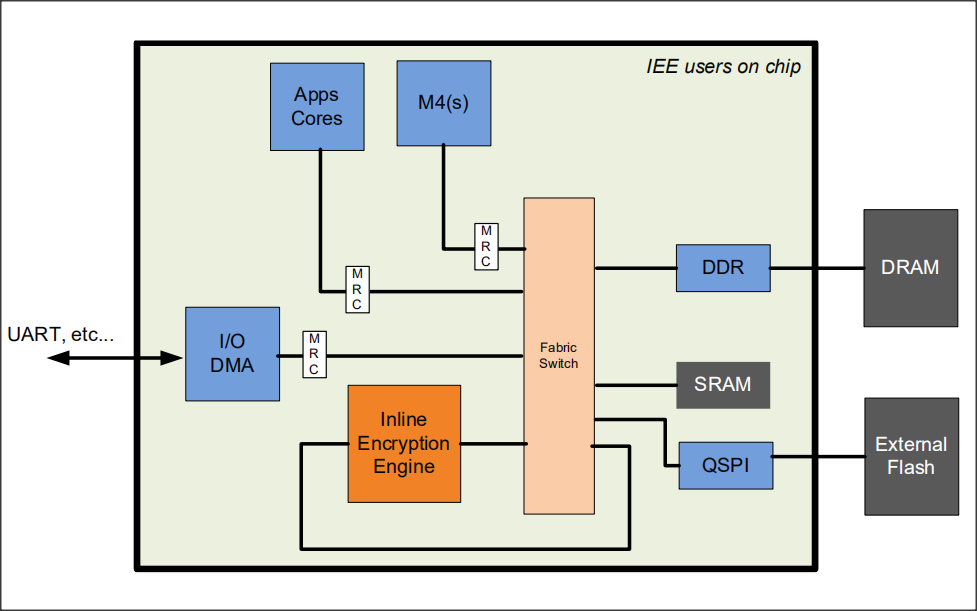 IEE users on chip
Apps
Cores
M4(s)
M
R
C
M
R
C
DDR
DRAM
UART, etc...
I/O
DMA
M
R
C
Fabric
Switch
SRAM
Inline
Encryption
Engine
QSPI
External
Flash